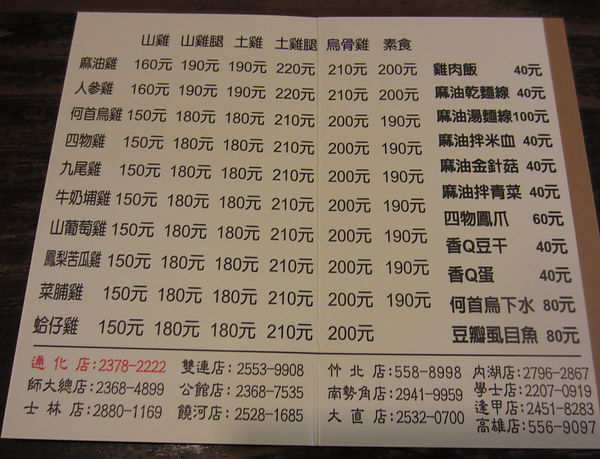 山雞 山雞腿 土雞 土雞腿 烏骨雞 素食
麻油雞 160元 190元 190元 220元 210元 200元 雞肉飯 40元
人參雞 160元 190元 190元 220元 210元 200元 麻油乾麵線 40元
何首烏雞 150元 180元 180元 210元 200元 190元 麻油湯麵線100元
四物雞 150元 180元 180元 210元 200元 190元 麻油拌米血 40元
九尾雞 150元 180元 180元 210元 200元 190元 麻油金針菇 40元
牛奶埔雞 150元 180元 180元 210元 200元 190元 麻油拌青菜 40元
山葡萄雞 150元 180元 180元 210元 200元 190元 四物鳳爪 60元
鳳梨苦瓜雞 150元 180元 180元 210元 200元 190元 香Q豆干 40元
菜脯雞 150元 180元 180元 210元 200元 190元 香Q蛋 40元
蛤仔雞 150元 180元 180元 210元 200元 何首烏下水 80元
豆瓣虱目魚 80元
通化店:2378-2222 雙連店:2553-9908 竹北店:558-8998 內湖店:2796-2867
師大總店:2368-4899 公館店:2368-7535 南勢角店:2941-9959 學士店:2207-0919
士林店:2880-1169 饒河店:2528-1685 大直店:2532-0700 逢甲店:2451-8283
高雄店:556-9097